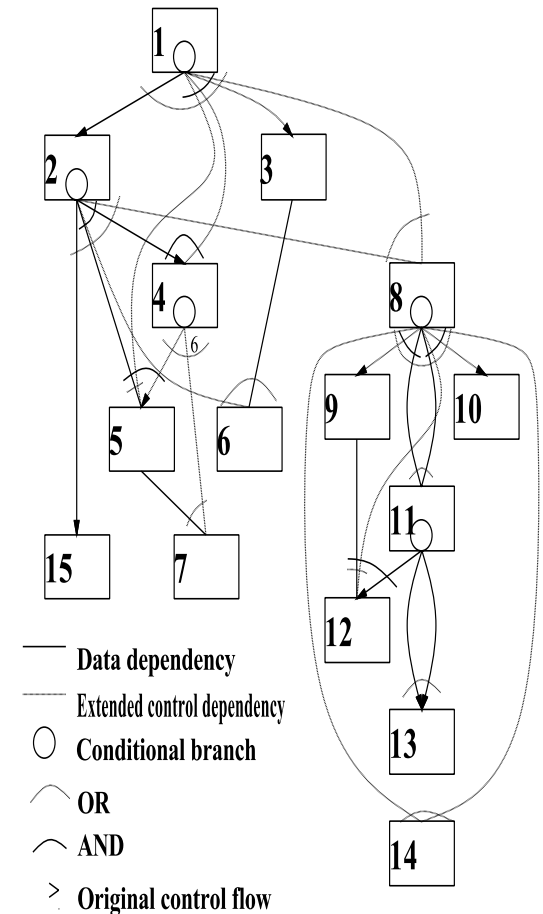 1
2
3
4
8
6
9
10
5
6
11
15
7
12
Data dependency
Extended control dependency
13
Conditional branch
OR
AND
14
Original control flow